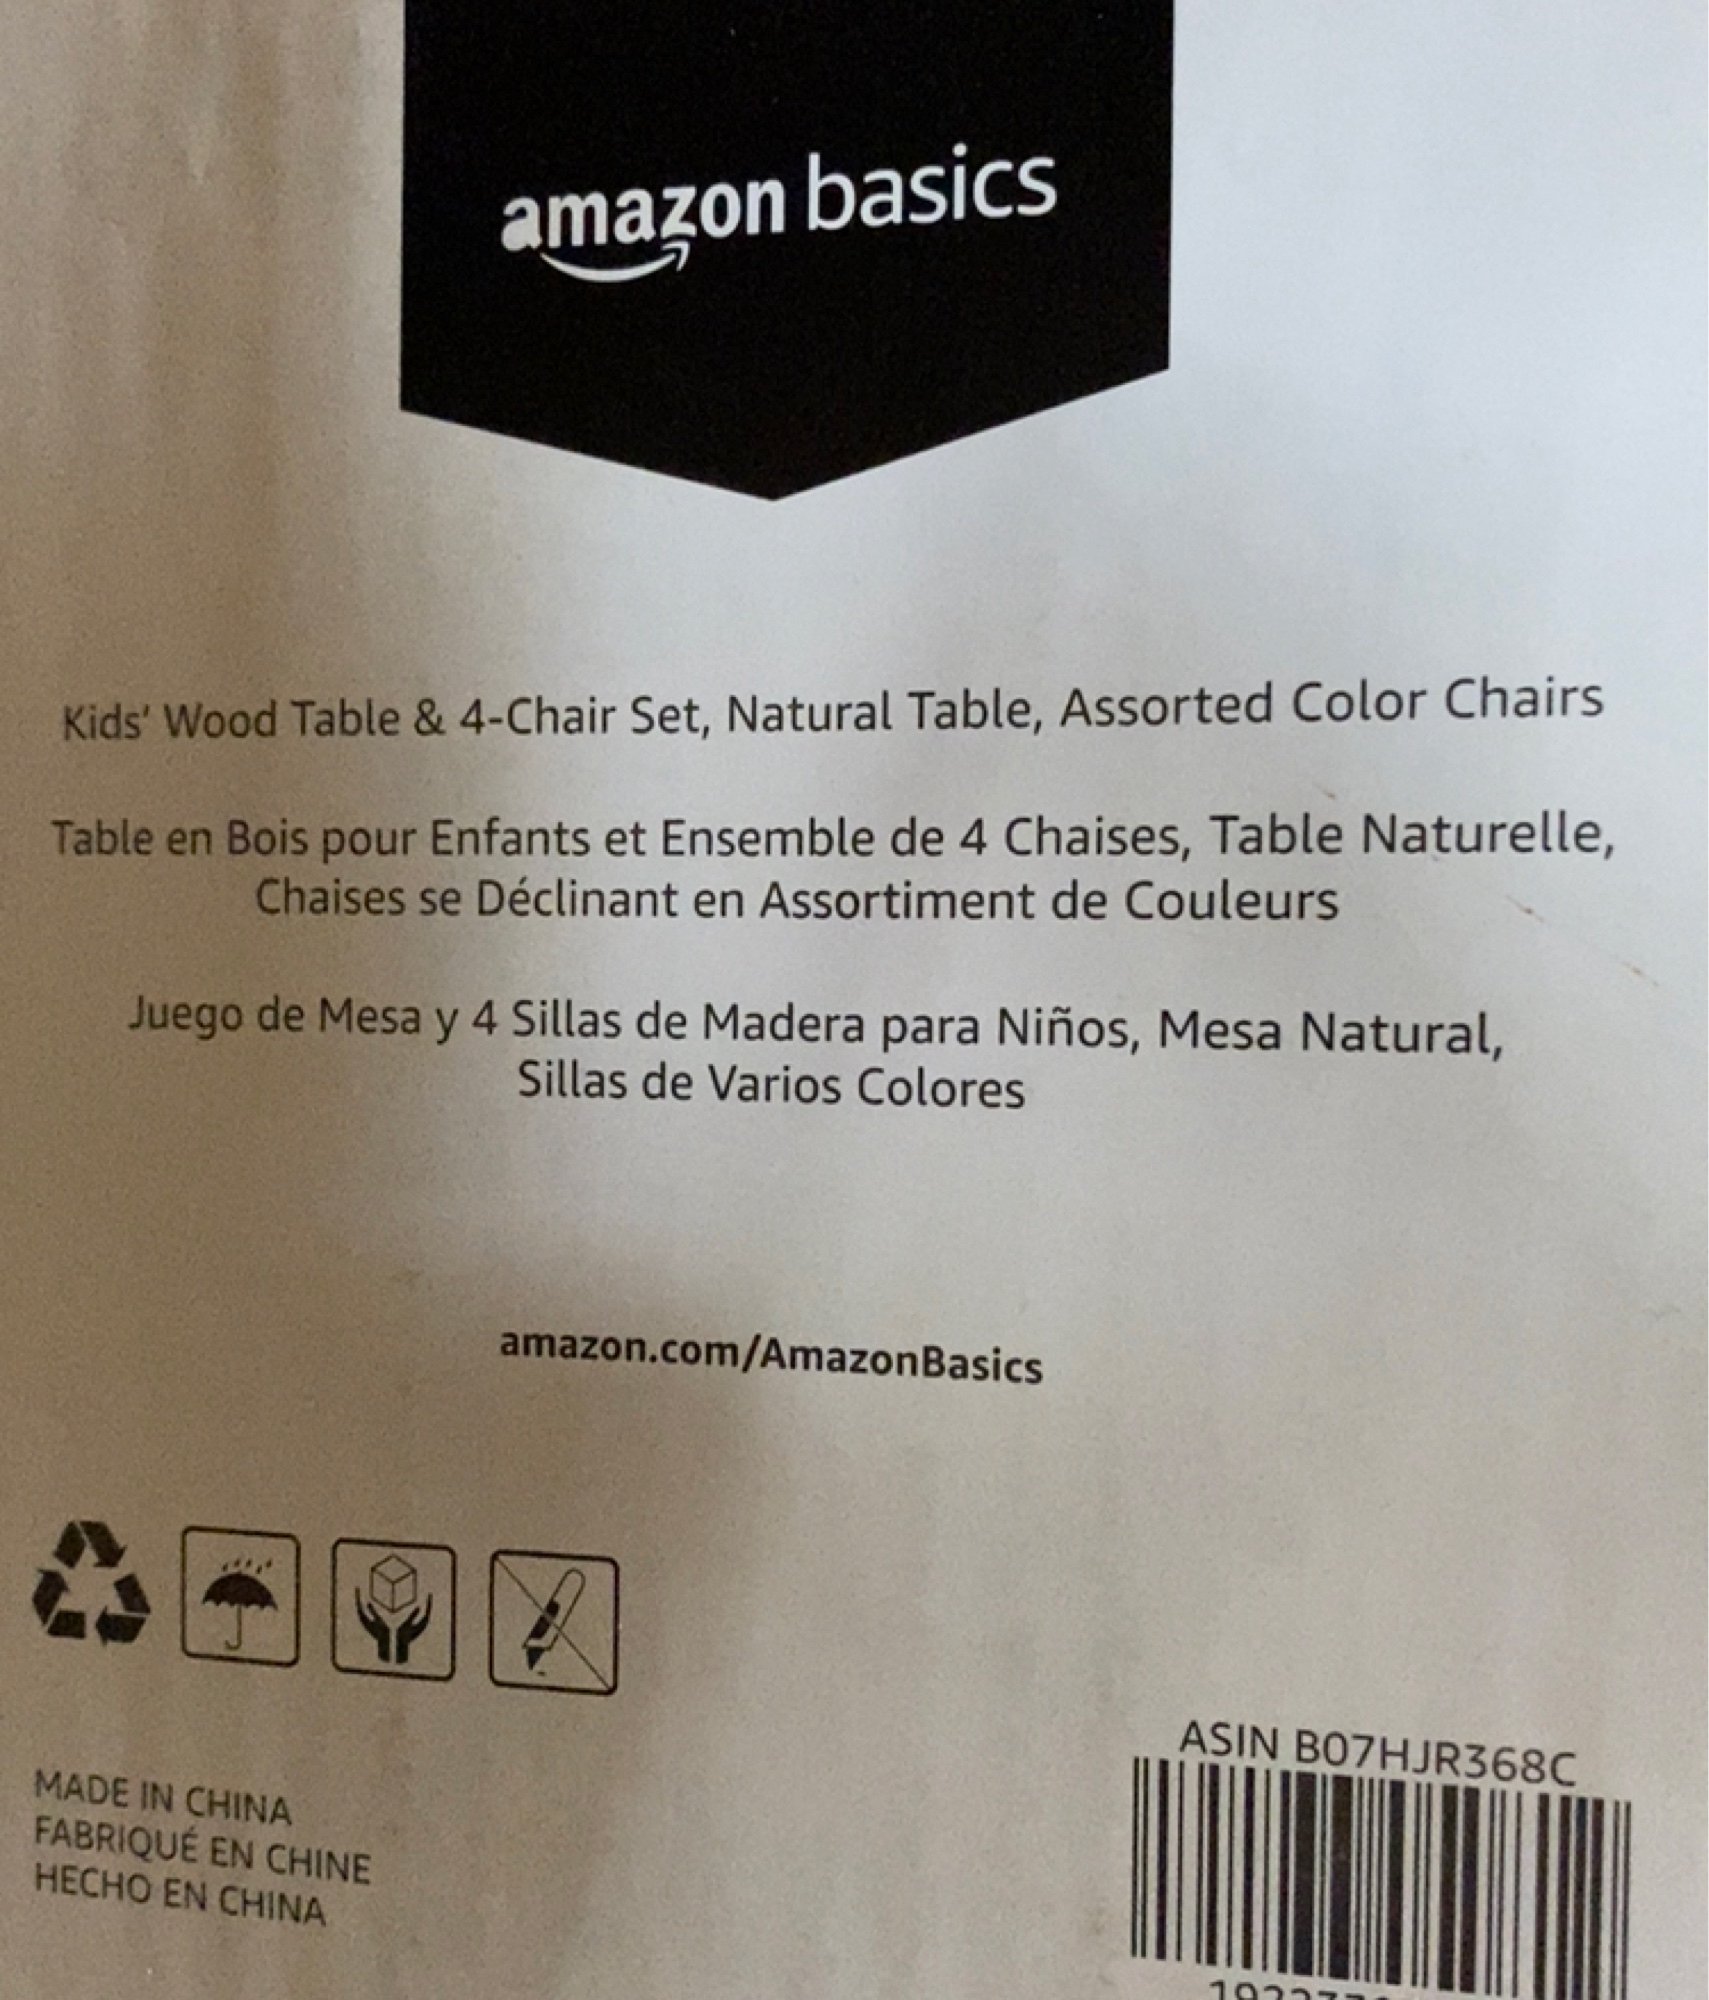 amazon basics
Kids' Wood Table & 4-Chair Set, Natural Table, Assorted Color Chairs
Table en Bois pour Enfants et Ensemble de 4 Chaises, Table Naturelle,
Chaises se Déclinant en Assortiment de Couleurs
Juego de Mesa y 4 Sillas de Madera para Niños, Mesa Natural,
Sillas de Varios Colores
amazon.com/AmazonBasics
MADE IN CHINA
FABRIQUÉ EN CHINE
HECHO EN CHINA
ASIN B07HJR368C